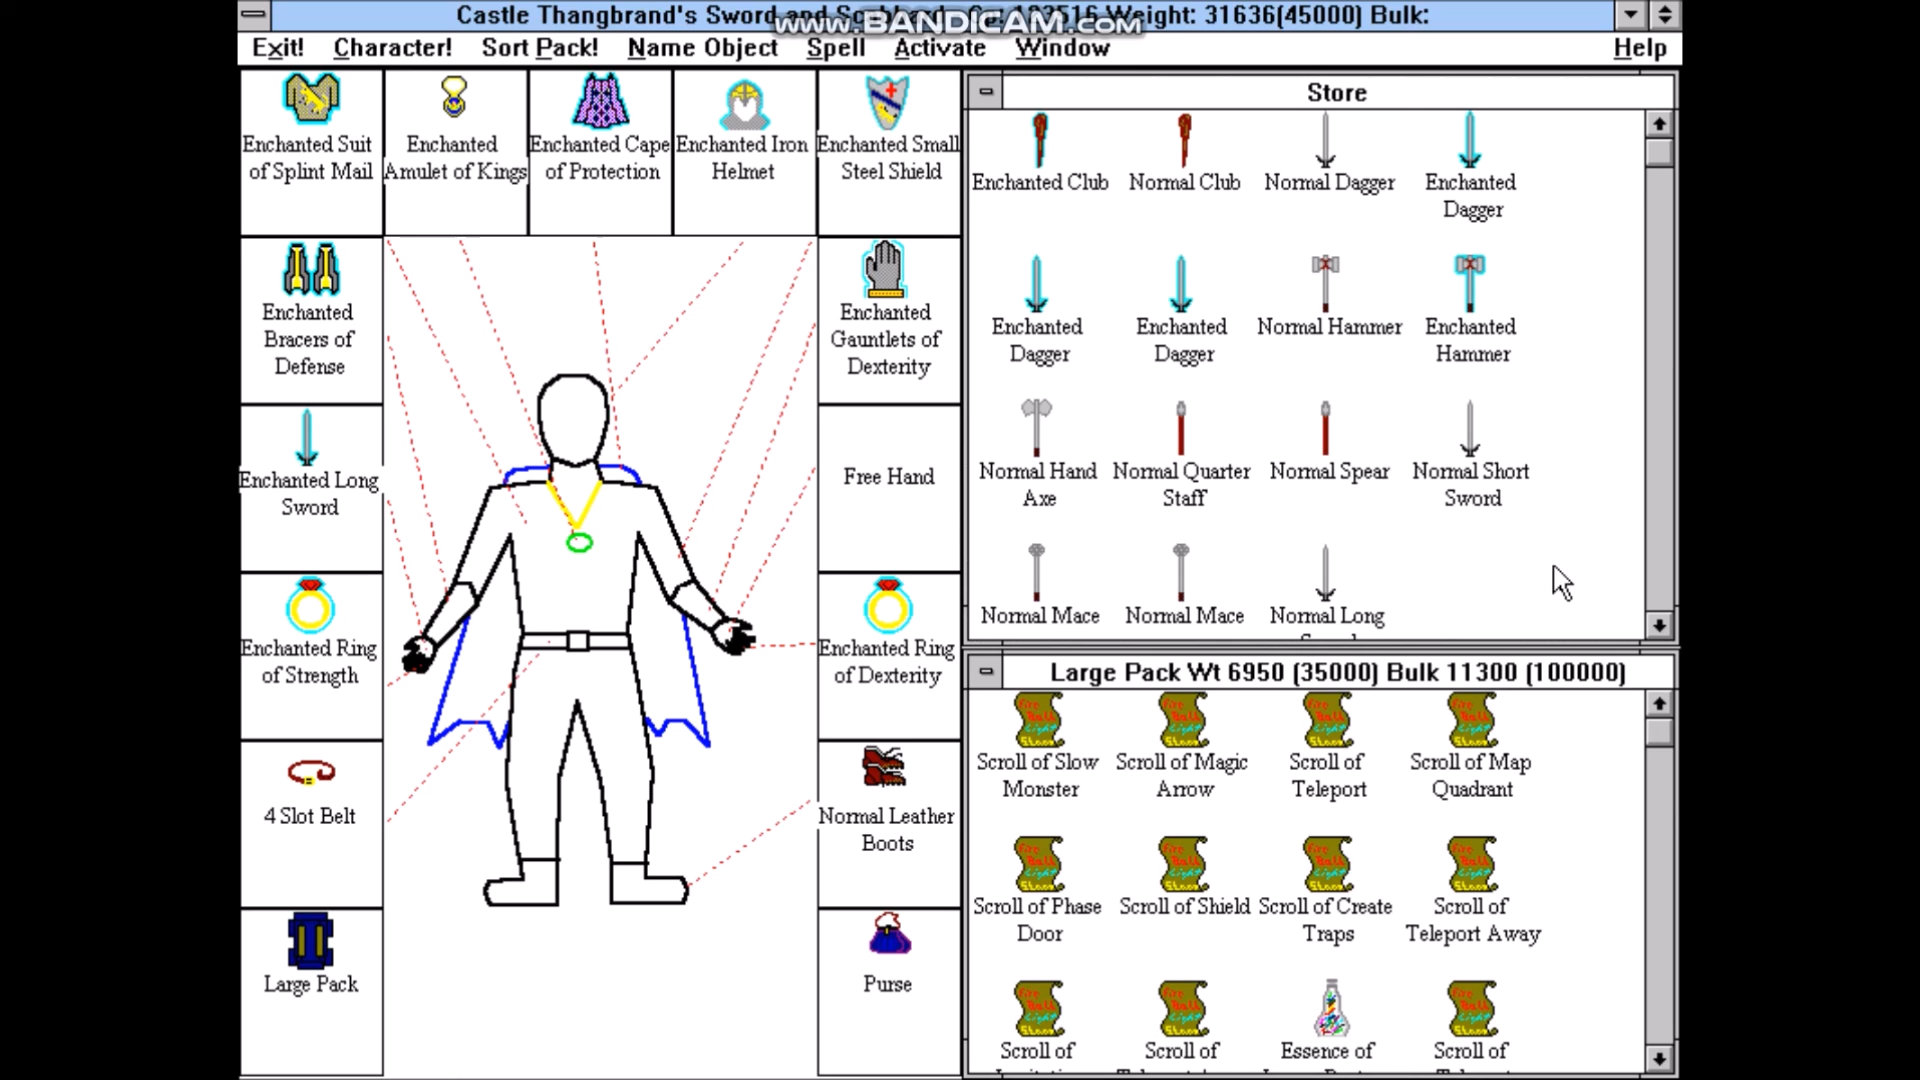 Castle Thangbrand's Sword and Weight: 31636(45000) Bulk:
www.BANDICAM.com
Exit! Character! Sort Pack! Name Object Spell Activate Window Help
Enchanted Suit
of Splint Mail
Enchanted
Amulet of Kings
Enchanted Cape
of Protection
Enchanted Iron
Helmet
Enchanted Small
Steel Shield
Enchanted
Bracers of
Defense
Enchanted
Gauntlets of
Dexterity
Enchanted Long
Sword
Free Hand
Enchanted Ring
of Strength
Enchanted Ring
of Dexterity
4 Slot Belt
Normal Leather
Boots
Large Pack
Purse
Store
Enchanted Club
Normal Club
Normal Dagger
Enchanted
Dagger
Enchanted
Dagger
Enchanted
Dagger
Normal Hammer
Enchanted
Hammer
Normal Hand
Axe
Normal Quarter
Staff
Normal Spear
Normal Short
Sword
Normal Mace
Normal Mace
Normal Long
Large Pack Wt 6950 (35000) Bulk 11300 (100000)
Scroll of Slow
Monster
Scroll of Magic
Arrow
Scroll of
Teleport
Scroll of Map
Quadrant
Scroll of Phase
Door
Scroll of Shield
Scroll of Create
Traps
Scroll of
Teleport Away
Scroll of
Scroll of
Essence of
Scroll of